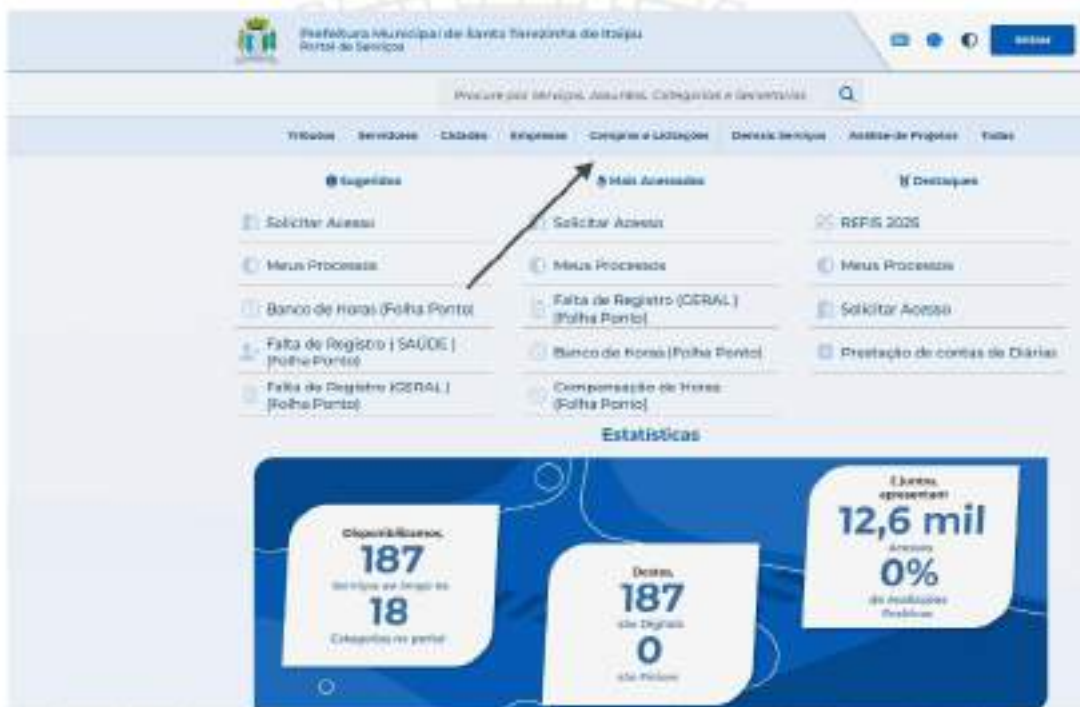 Prefeitura Municipal de Santa Terezinha de Itaipu
Portal de Serviços
Entrar
Procure por Serviços, Assuntos, Categorias e Secretarias
Tributos Servidores Cidadão Empresas Compras e Licitações Demais Serviços Análise de Projetos Todas
Sugeridos
Solicitar Acesso
Meus Processos
Banco de Horas (Folha Ponto)
Falta de Registro ( SAÚDE )
(Folha Ponto)
Falta de Registro (GERAL )
(Folha Ponto)
Mais Acessados
Solicitar Acesso
Meus Processos
Falta de Registro (GERAL )
(Folha Ponto)
Banco de Horas (Folha Ponto)
Compensação de Horas
(Folha Ponto)
Destaques
REFIS 2025
Meus Processos
Solicitar Acesso
Prestação de contas de Diárias
Estatísticas
Disponibilizamos,
187
Serviços ao longo de
18
Categorias no portal
Destes,
187
são Digitais
0
são Físicos
E juntos,
apresentam
12,6 mil
Acessos
0%
de Avaliações
Positivas